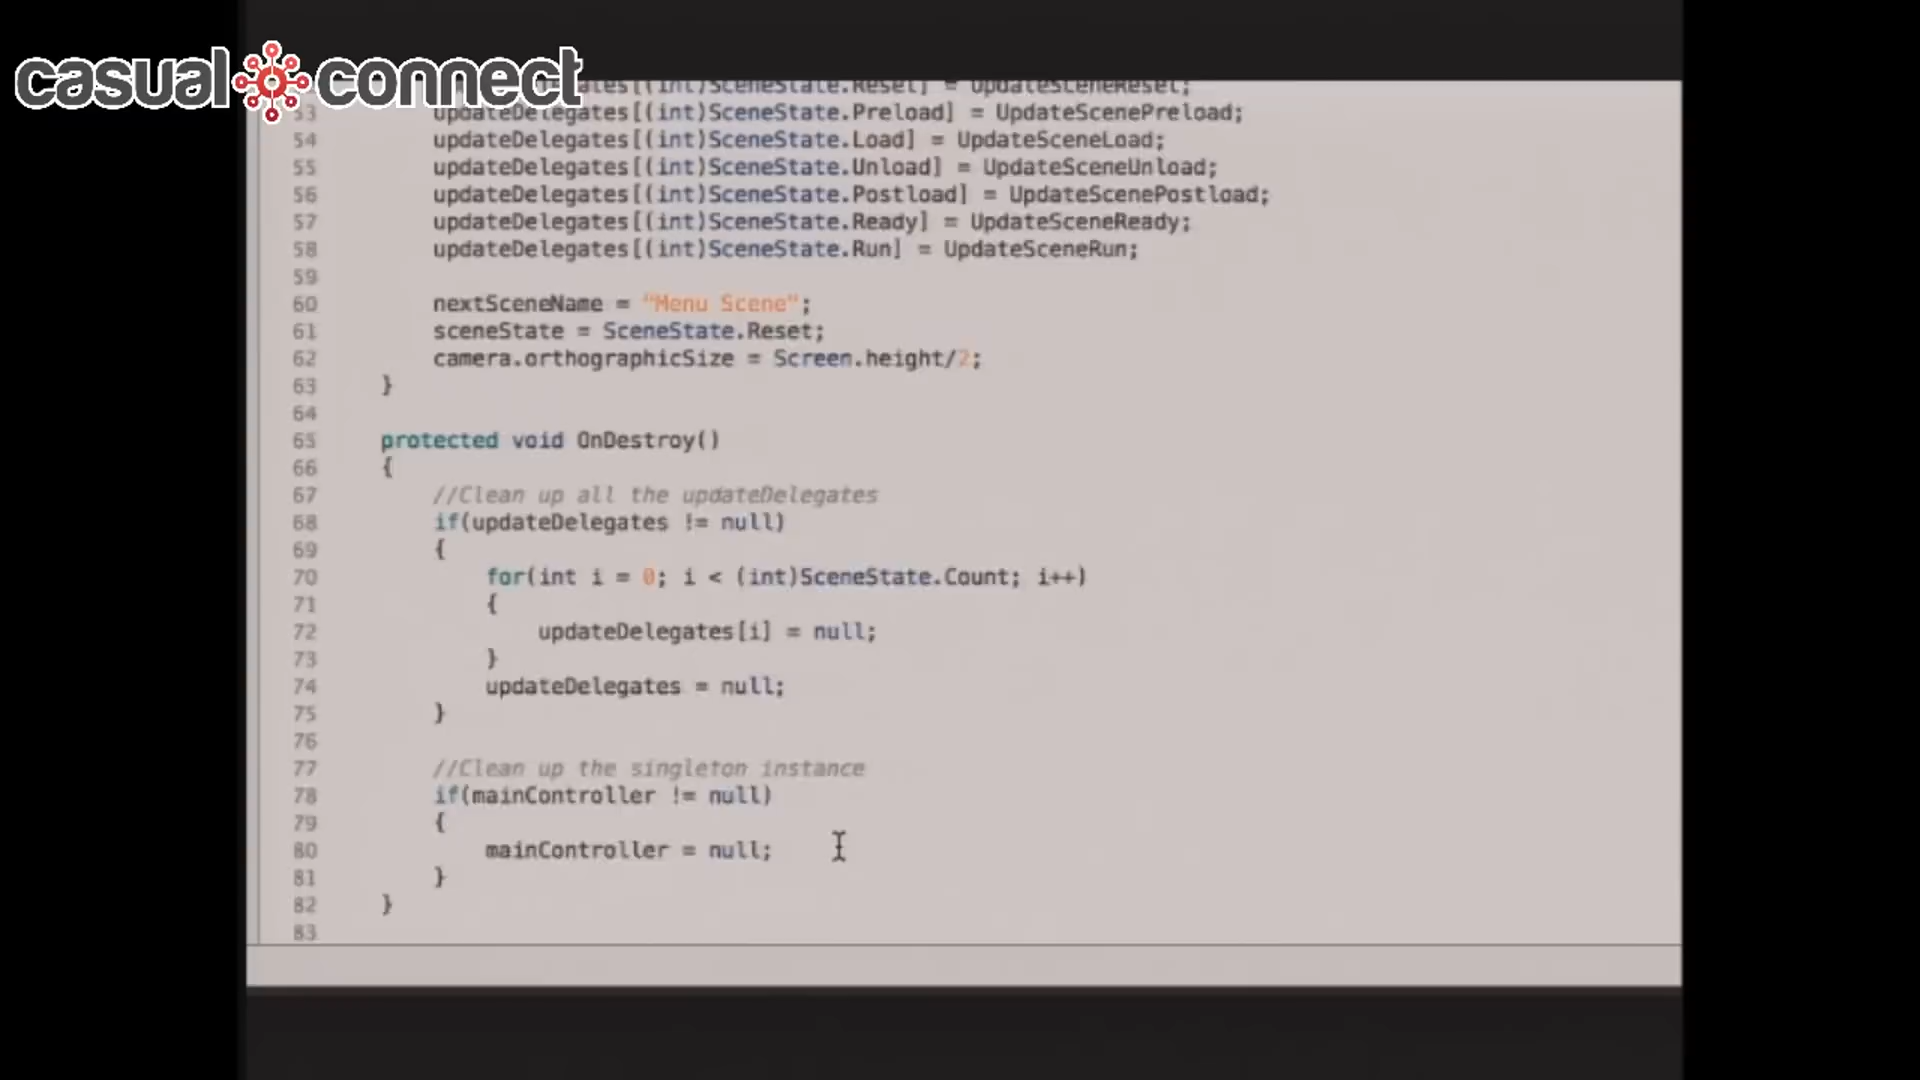 casual connect
updateDelegates[(int)SceneState.Reset] = UpdateSceneReset;
53 updateDelegates[(int)SceneState.Preload] = UpdateScenePreload;
54 updateDelegates[(int)SceneState.Load] = UpdateSceneLoad;
55 updateDelegates[(int)SceneState.Unload] = UpdateSceneUnload;
56 updateDelegates[(int)SceneState.Postload] = UpdateScenePostload;
57 updateDelegates[(int)SceneState.Ready] = UpdateSceneReady;
58 updateDelegates[(int)SceneState.Run] = UpdateSceneRun;
59
60 nextSceneName = "Menu Scene";
61 sceneState = SceneState.Reset;
62 camera.orthographicSize = Screen.height/2;
63 }
64
65 protected void OnDestroy()
66 {
67 //Clean up all the updateDelegates
68 if(updateDelegates != null)
69 {
70 for(int i = 0; i < (int)SceneState.Count; i++)
71 {
72 updateDelegates[i] = null;
73 }
74 updateDelegates = null;
75 }
76
77 //Clean up the singleton instance
78 if(mainController != null)
79 {
80 mainController = null;
81 }
82 }
83